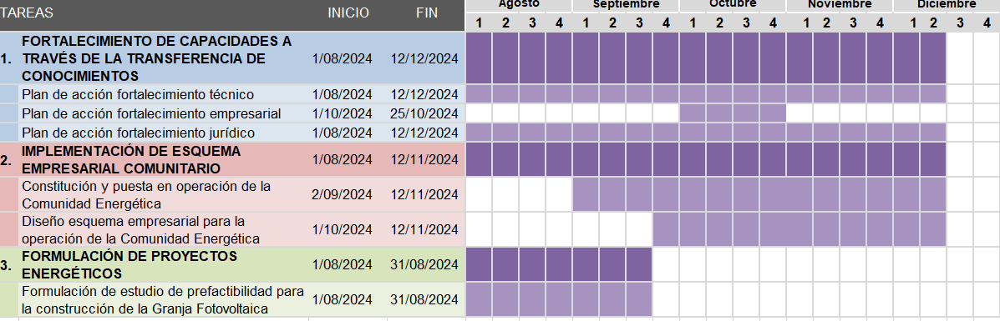 Agosto Septiembre Octubre Noviembre Diciembre
TAREAS INICIO FIN
1 2 3 4 1 2 3 4 1 2 3 4 1 2 3 4 1 2 3 4
FORTALECIMIENTO DE CAPACIDADES A
1. TRAVÉS DE LA TRANSFERENCIA DE 1/08/2024 12/12/2024
CONOCIMIENTOS
Plan de acción fortalecimiento técnico 1/08/2024 12/12/2024
Plan de acción fortalecimiento empresarial 1/10/2024 25/10/2024
Plan de acción fortalecimiento jurídico 1/08/2024 12/12/2024
2. IMPLEMENTACIÓN DE ESQUEMA 1/08/2024 12/11/2024
EMPRESARIAL COMUNITARIO
Constitución y puesta en operación de la 2/09/2024 12/11/2024
Comunidad Energética
Diseño esquema empresarial para la 1/10/2024 12/11/2024
operación de la Comunidad Energética
3. FORMULACIÓN DE PROYECTOS 1/08/2024 31/08/2024
ENERGÉTICOS
Formulación de estudio de prefactibilidad para 1/08/2024 31/08/2024
la construcción de la Granja Fotovoltaica